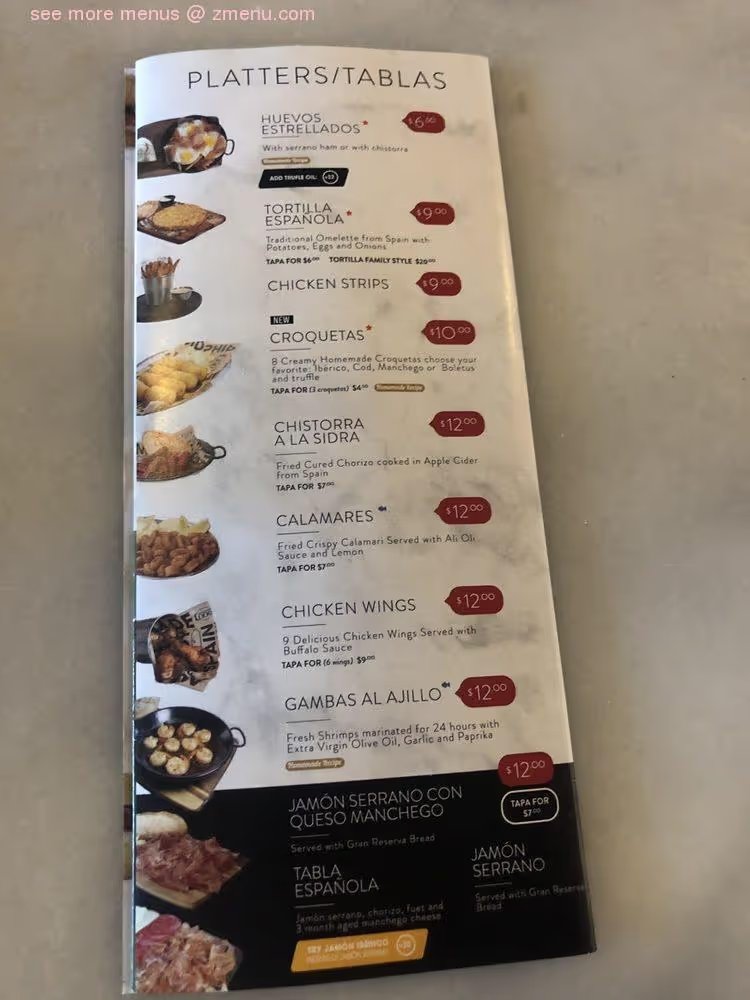 see more menus @ zmenu.com
PLATTERS/TABLAS
HUEVOS
ESTRELLADOS* $6.00
With serrano ham or with chistorra
Homemade Recipe
ADD TRUFLE OIL:
TORTILLA
ESPAÑOLA* $9.00
Traditional Omelette from Spain with
Potatoes, Eggs and Onions
TAPA FOR $6.00 TORTILLA FAMILY STYLE $20.00
CHICKEN STRIPS $9.00
NEW
CROQUETAS* $10.00
8 Creamy Homemade Croquetas choose your
favorite: Ibérico, Cod, Manchego or Boletus
and truffle
TAPA FOR (3 croquetas) $4.50 Homemade Recipe
CHISTORRA
A LA SIDRA $12.00
Fried Cured Chorizo cooked in Apple Cider
from Spain
TAPA FOR $7.00
CALAMARES $12.00
Fried Crispy Calamari Served with Ali Oli
Sauce and Lemon
TAPA FOR $7.00
CHICKEN WINGS $12.00
9 Delicious Chicken Wings Served with
Buffalo Sauce
TAPA FOR (6 wings) $9.00
GAMBAS AL AJILLO $12.00
Fresh Shrimps marinated for 24 hours with
Extra Virgin Olive Oil, Garlic and Paprika
Homemade Recipe
$12.00
JAMÓN SERRANO CON
QUESO MANCHEGO
TAPA FOR
$7.00
Served with Gran Reserva Bread
TABLA
ESPAÑOLA
Jamón serrano, chorizo, fuet and
3 month aged manchego cheese
TRY JAMÓN IBÉRICO
JAMÓN
SERRANO
Served with Gran Reserva
Bread